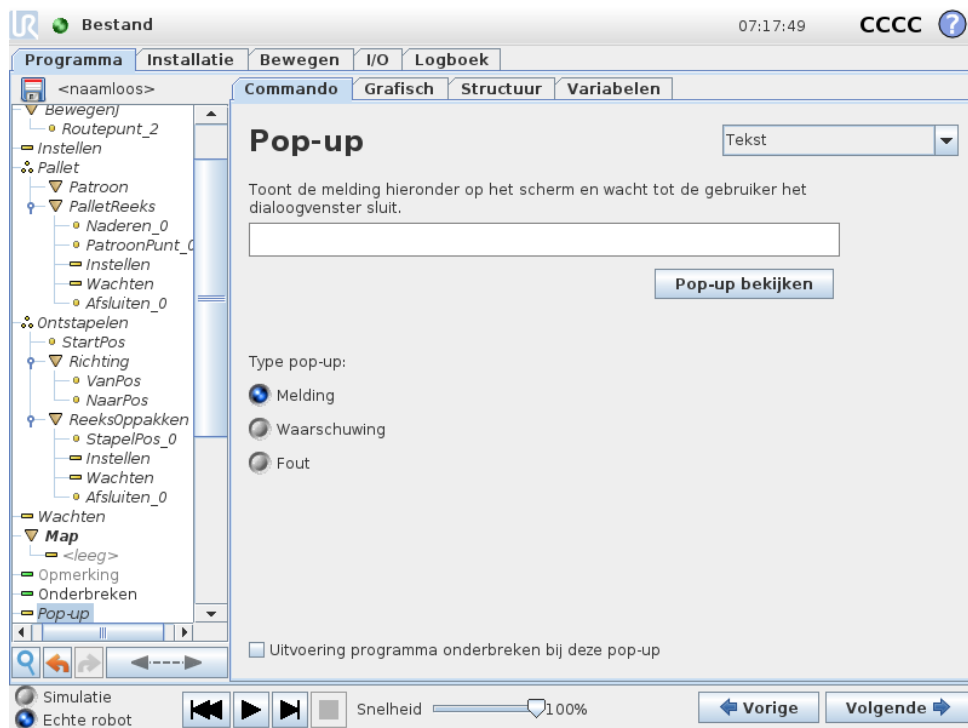 UR Bestand 07:17:49 CCCC ?
Programma Installatie Bewegen I/O Logboek
<naamloos>
Commando Grafisch Structuur Variabelen
BewegenJ
Routepunt_2
Instellen
Pallet
Patroon
PalletReeks
Naderen_0
PatroonPunt_0
Instellen
Wachten
Afsluiten_0
Ontstapelen
StartPos
Richting
VanPos
NaarPos
ReeksOppakken
StapelPos_0
Instellen
Wachten
Afsluiten_0
Wachten
Map
<leeg>
Opmerking
Onderbreken
Pop-up
Pop-up
Tekst
Toont de melding hieronder op het scherm en wacht tot de gebruiker het
dialoogvenster sluit.
Pop-up bekijken
Type pop-up:
Melding
Waarschuwing
Fout
Uitvoering programma onderbreken bij deze pop-up
Simulatie
Echte robot
Snelheid 100%
Vorige
Volgende